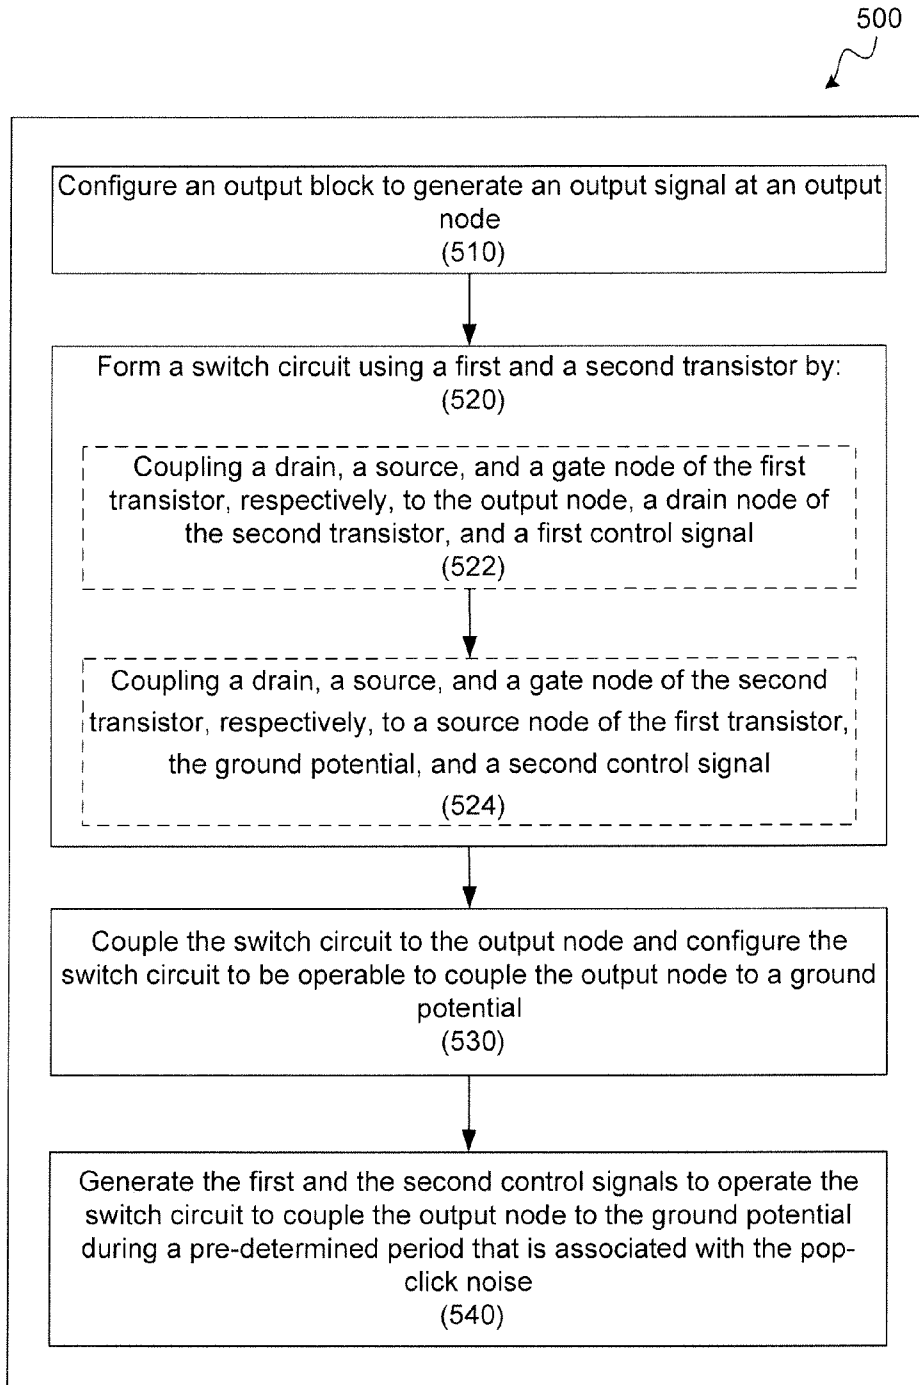 500
Configure an output block to generate an output signal at an output
node
(510)
Form a switch circuit using a first and a second transistor by:
(520)
Coupling a drain, a source, and a gate node of the first
transistor, respectively, to the output node, a drain node of
the second transistor, and a first control signal
(522)
Coupling a drain, a source, and a gate node of the second
transistor, respectively, to a source node of the first transistor,
the ground potential, and a second control signal
(524)
Couple the switch circuit to the output node and configure the
switch circuit to be operable to couple the output node to a ground
potential
(530)
Generate the first and the second control signals to operate the
switch circuit to couple the output node to the ground potential
during a pre-determined period that is associated with the pop-
click noise
(540)